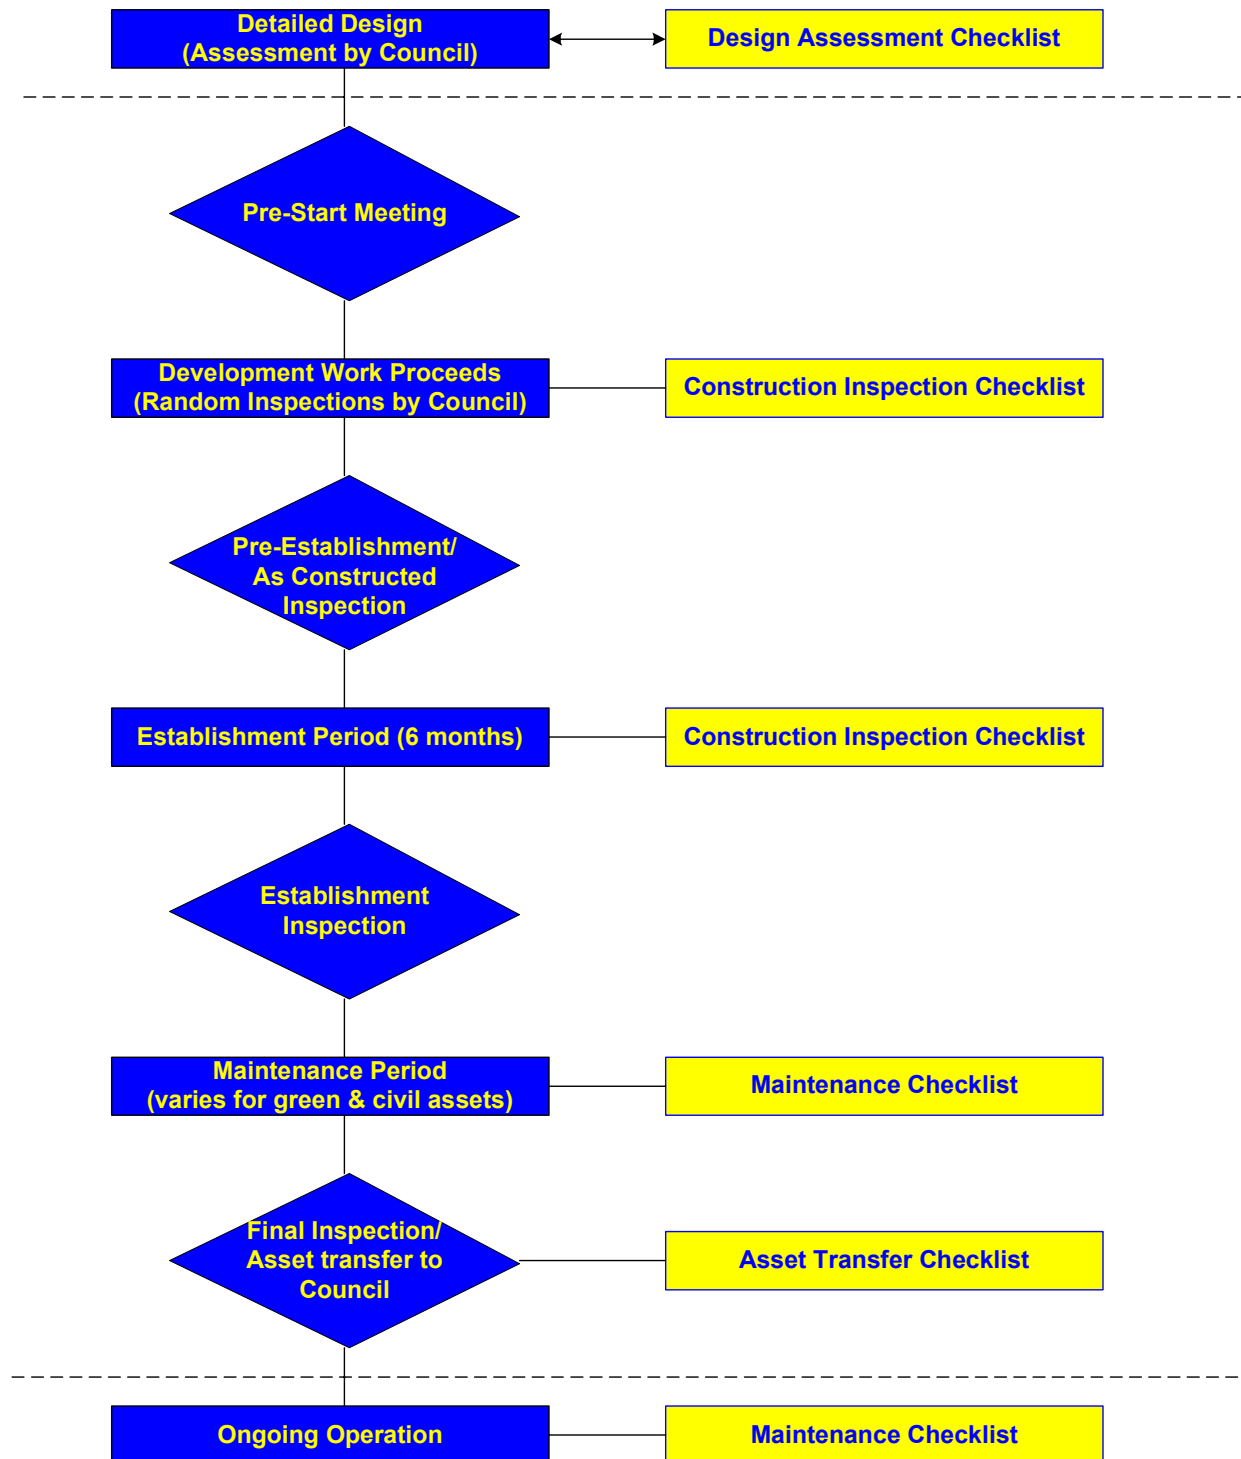 Detailed Design
(Assessment by Council)
Design Assessment Checklist
Pre-Start Meeting
Development Work Proceeds
(Random Inspections by Council)
Construction Inspection Checklist
Pre-Establishment/
As Constructed
Inspection
Establishment Period (6 months)
Construction Inspection Checklist
Establishment
Inspection
Maintenance Period
(varies for green & civil assets)
Maintenance Checklist
Final Inspection/
Asset transfer to
Council
Asset Transfer Checklist
Ongoing Operation
Maintenance Checklist